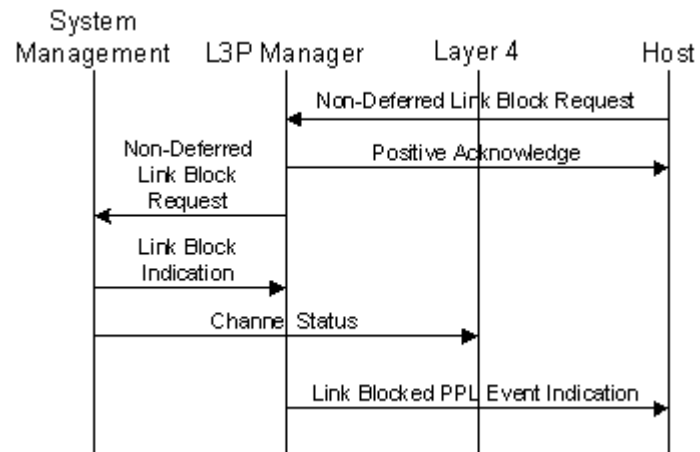 System
Management L3P Manager Layer 4 Host
Non-Deferred Link Block Request
Positive Acknowledge
Non-Deferred
Link Block
Request
Link Block
Indication
Channel Status
Link Blocked PPL Event Indication